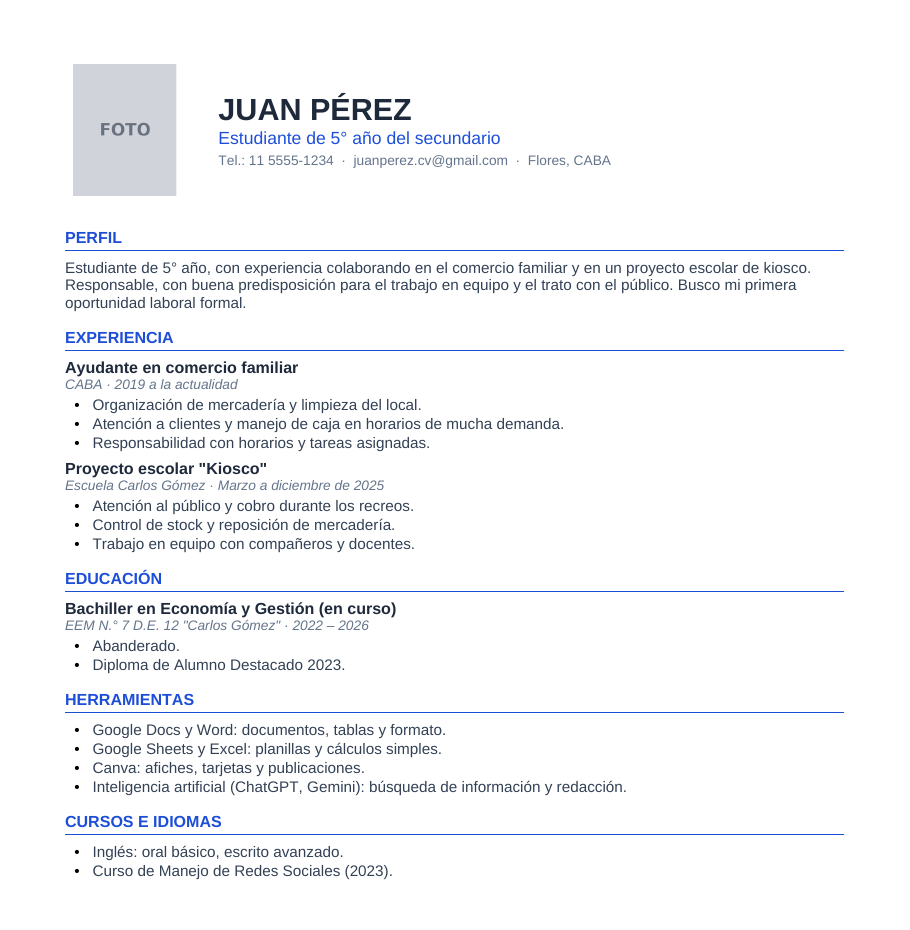 FOTO
JUAN PÉREZ
Estudiante de 5° año del secundario
Tel.: 11 5555-1234 · juanperez.cv@gmail.com · Flores, CABA
PERFIL
Estudiante de 5° año, con experiencia colaborando en el comercio familiar y en un proyecto escolar de kiosco.
Responsable, con buena predisposición para el trabajo en equipo y el trato con el público. Busco mi primera
oportunidad laboral formal.
EXPERIENCIA
Ayudante en comercio familiar
CABA · 2019 a la actualidad
• Organización de mercadería y limpieza del local.
• Atención a clientes y manejo de caja en horarios de mucha demanda.
• Responsabilidad con horarios y tareas asignadas.
Proyecto escolar "Kiosco"
Escuela Carlos Gómez · Marzo a diciembre de 2025
• Atención al público y cobro durante los recreos.
• Control de stock y reposición de mercadería.
• Trabajo en equipo con compañeros y docentes.
EDUCACIÓN
Bachiller en Economía y Gestión (en curso)
EEM N.° 7 D.E. 12 "Carlos Gómez" · 2022 – 2026
• Abanderado.
• Diploma de Alumno Destacado 2023.
HERRAMIENTAS
• Google Docs y Word: documentos, tablas y formato.
• Google Sheets y Excel: planillas y cálculos simples.
• Canva: afiches, tarjetas y publicaciones.
• Inteligencia artificial (ChatGPT, Gemini): búsqueda de información y redacción.
CURSOS E IDIOMAS
• Inglés: oral básico, escrito avanzado.
• Curso de Manejo de Redes Sociales (2023).